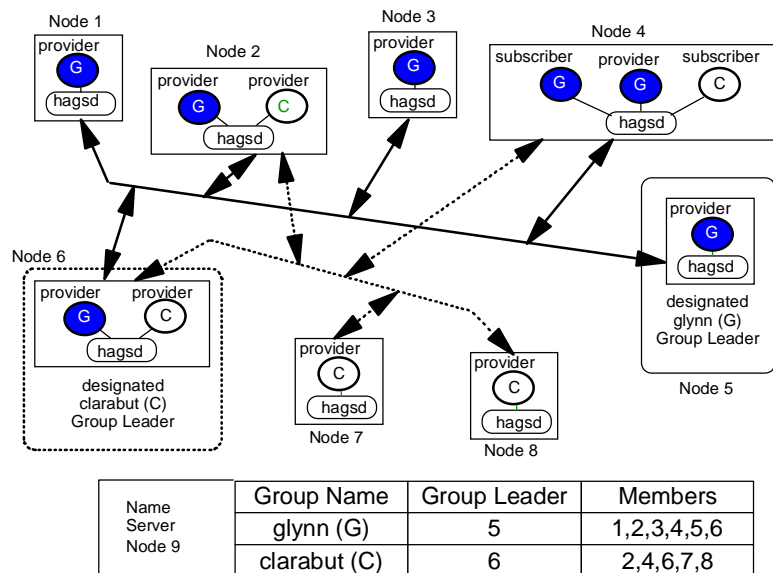 Node 1
provider
G
hagsd
Node 2
provider provider
G C
hagsd
Node 3
provider
G
hagsd
Node 4
subscriber provider subscriber
G G C
hagsd
provider
G
hagsd
designated
glynn (G)
Group Leader
Node 5
Node 6
provider provider
G C
hagsd
designated
clarabut (C)
Group Leader
provider
C
hagsd
Node 7
provider
C
hagsd
Node 8
Name
Server
Node 9
Group Name Group Leader Members
glynn (G) 5 1,2,3,4,5,6
clarabut (C) 6 2,4,6,7,8